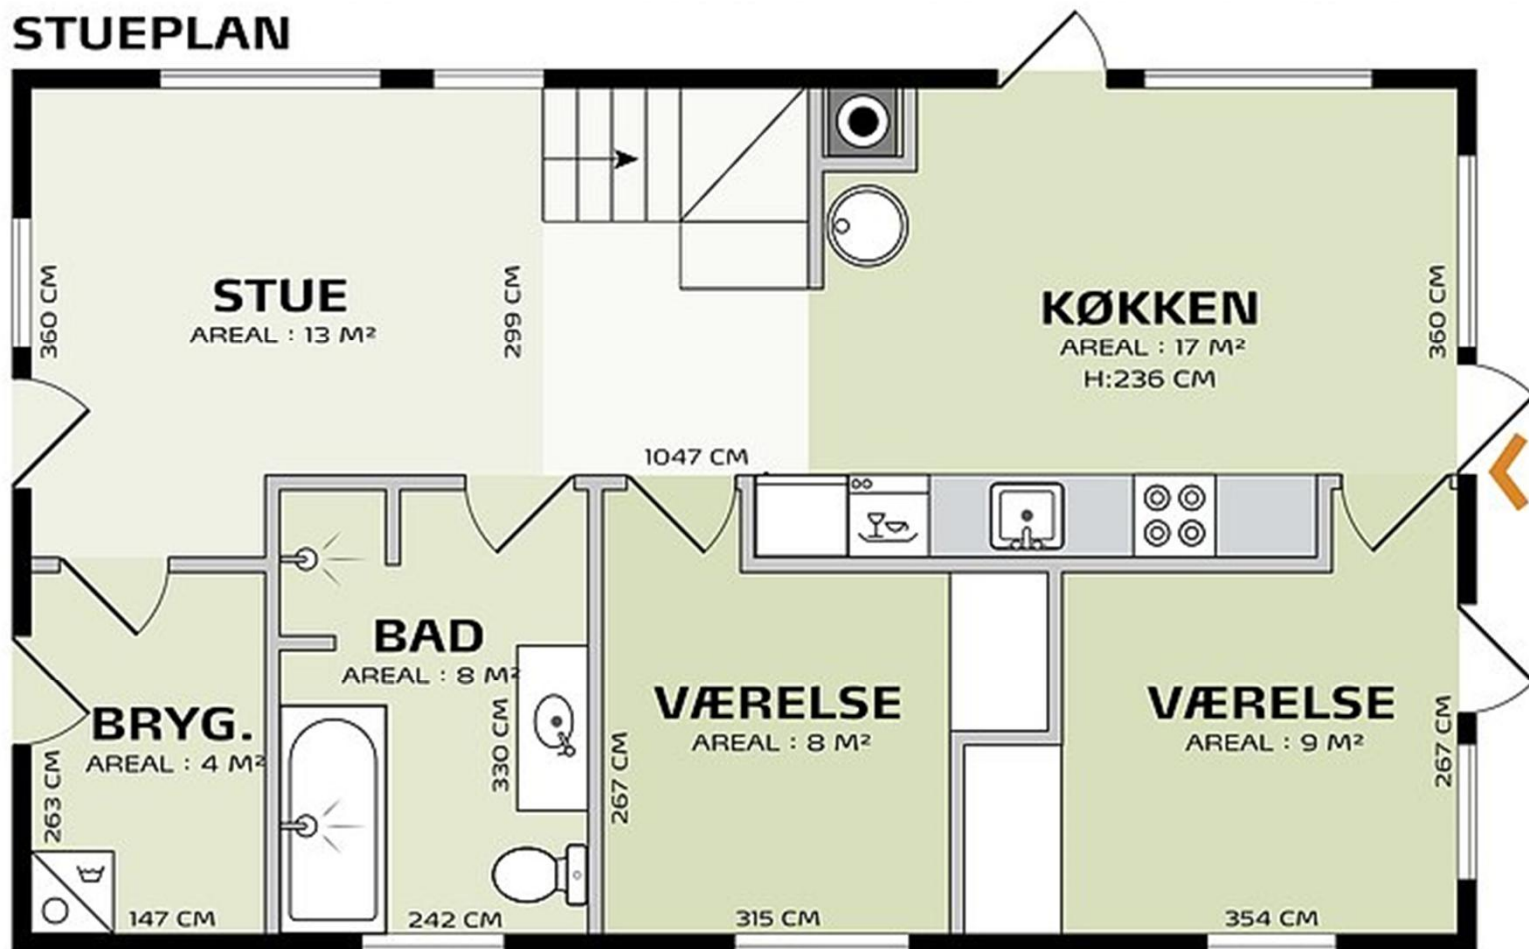 STUEPLAN
360 CM
STUE
AREAL : 13 M²
299 CM
KØKKEN
AREAL : 17 M²
H:236 CM
360 CM
1047 CM
BAD
AREAL : 8 M²
330 CM
242 CM
BRYG.
AREAL : 4 M²
263 CM
147 CM
VÆRELSE
AREAL : 8 M²
267 CM
315 CM
VÆRELSE
AREAL : 9 M²
267 CM
354 CM